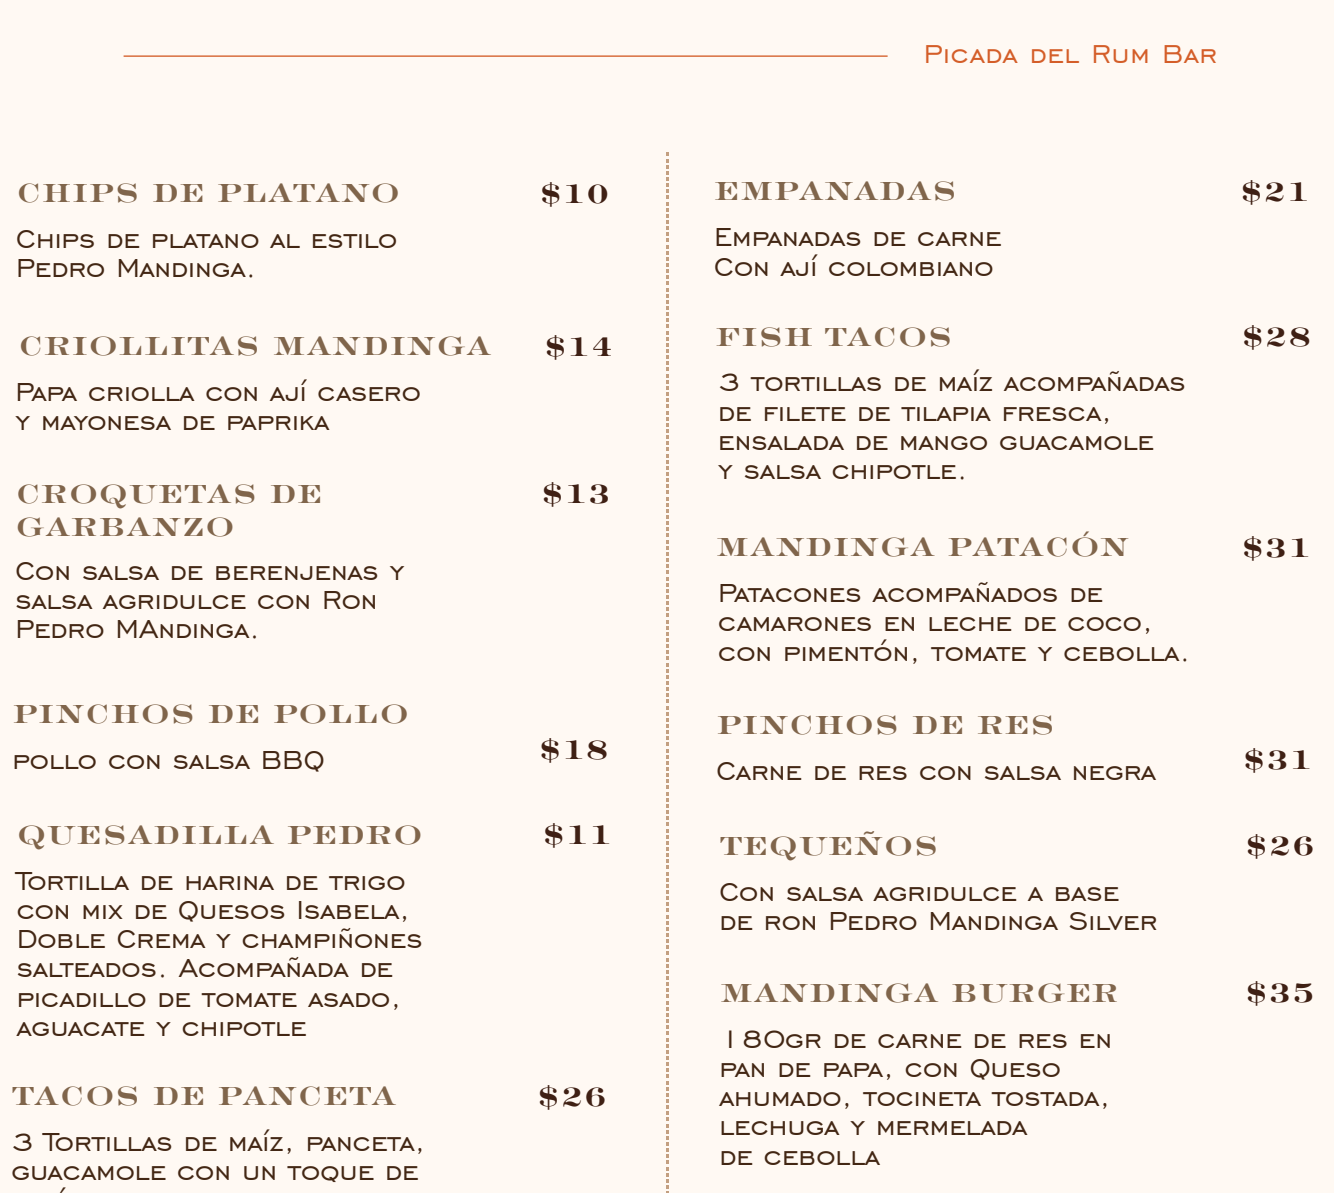 Picada del Rum Bar
CHIPS DE PLATANO $10
Chips de platano al estilo
Pedro Mandinga.
CRIOLLITAS MANDINGA $14
Papa criolla con ají casero
y mayonesa de paprika
CROQUETAS DE $13
GARBANZO
Con salsa de berenjenas y
salsa agridulce con Ron
Pedro MAndinga.
PINCHOS DE POLLO
$18
pollo con salsa BBQ
QUESADILLA PEDRO $11
Tortilla de harina de trigo
con mix de Quesos Isabela,
Doble Crema y champiñones
salteados. Acompañada de
picadillo de tomate asado,
aguacate y chipotle
TACOS DE PANCETA $26
3 Tortillas de maíz, panceta,
guacamole con un toque de
EMPANADAS $21
Empanadas de carne
Con ají colombiano
FISH TACOS $28
3 tortillas de maíz acompañadas
de filete de tilapia fresca,
ensalada de mango guacamole
y salsa chipotle.
MANDINGA PATACÓN $31
Patacones acompañados de
camarones en leche de coco,
con pimentón, tomate y cebolla.
PINCHOS DE RES
$31
Carne de res con salsa negra
TEQUEÑOS $26
Con salsa agridulce a base
de ron Pedro Mandinga Silver
MANDINGA BURGER $35
180gr de carne de res en
pan de papa, con Queso
ahumado, tocineta tostada,
lechuga y mermelada
de cebolla